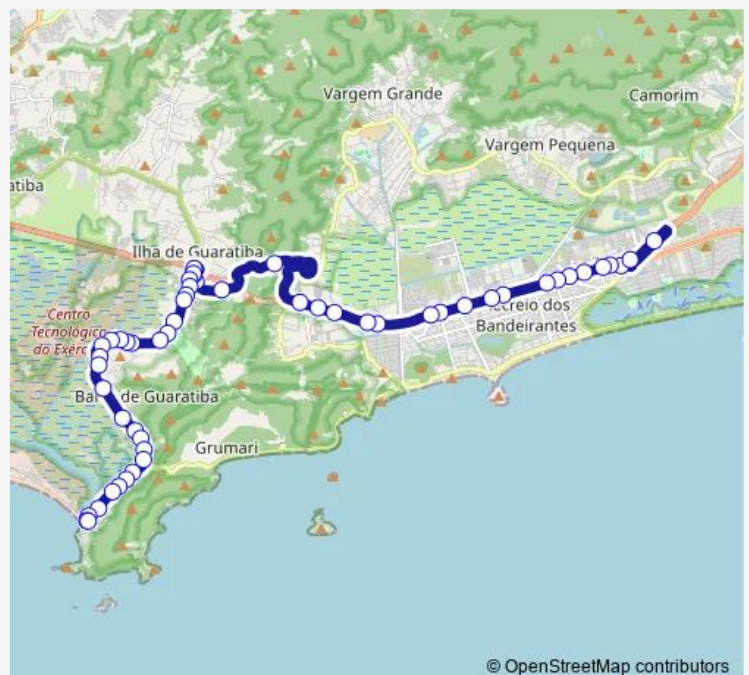 Vargem Grande
Camorim
Vargem Pequena
atiba
Ilha de Guaratiba
Centro
Tecnológico
do Exérc
Recreio dos
Bandeirantes
Barra de Guaratiba
Grumari
© OpenStreetMap contributors